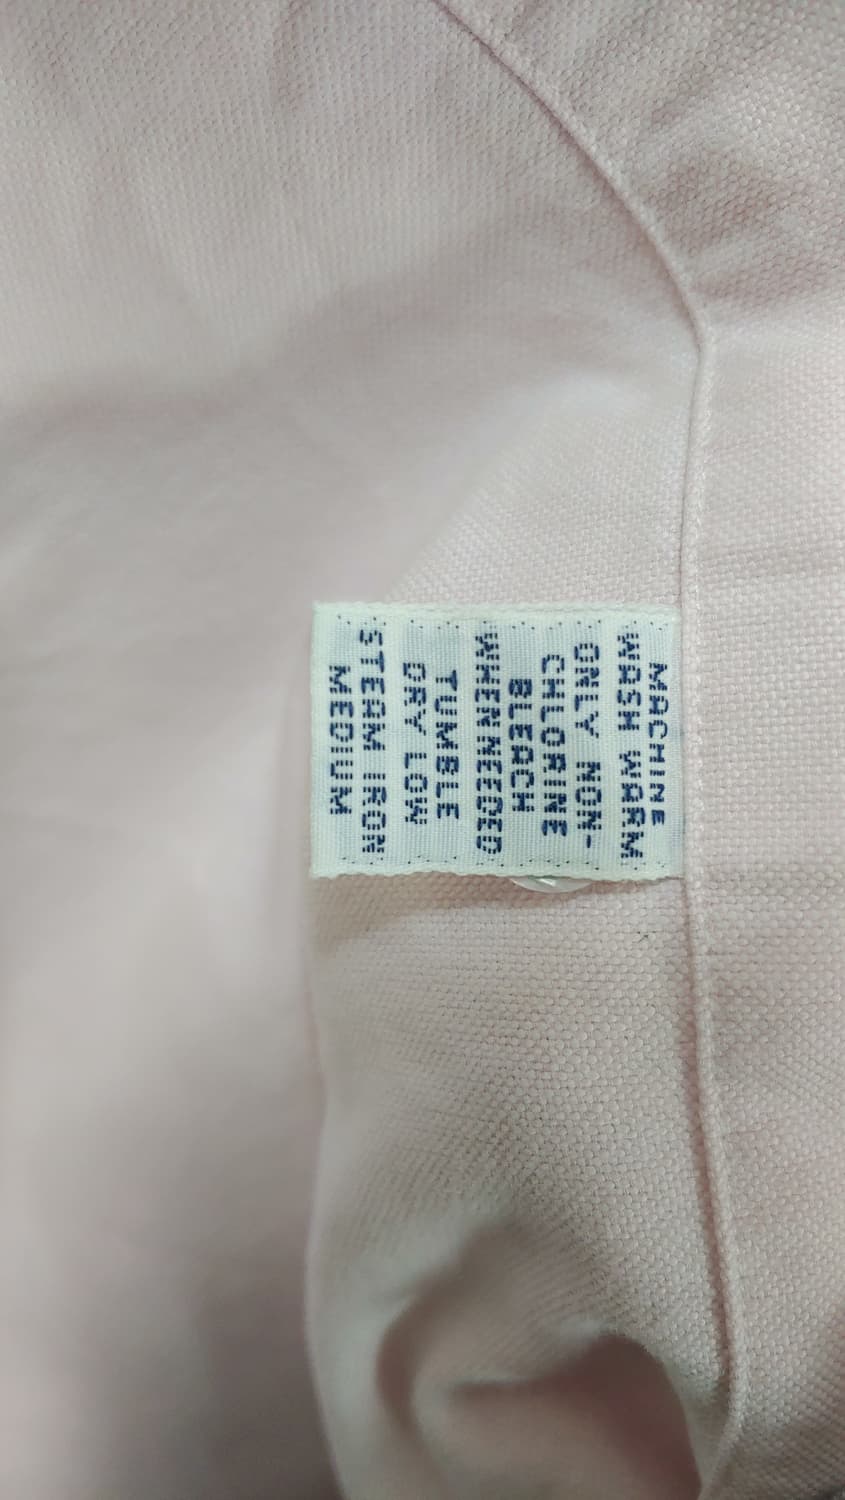 MACHINE
WASH WARM
ONLY NON-
CHLORINE
BLEACH
WHEN NEEDED
TUMBLE
DRY LOW
STEAM IRON
MEDIUM